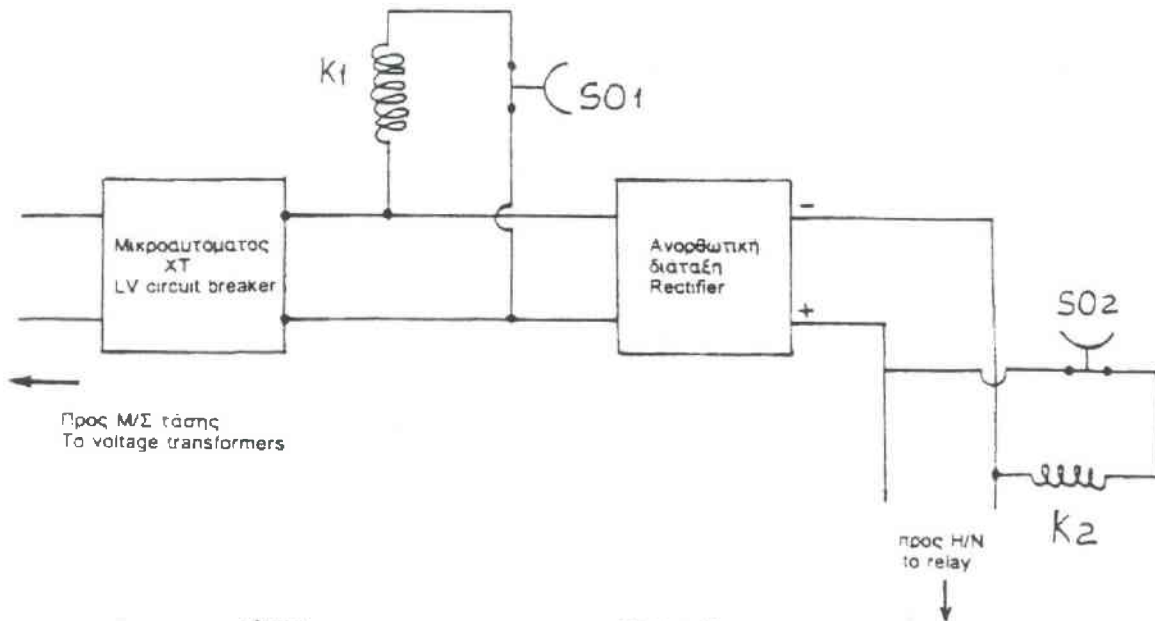 K1
SO1
Μικροαυτοματος
XT
LV circuit breaker
Ανορθωτική
διάταξη
Rectifier
-
+
SO2
Προς Μ/Σ τάσης
To voltage transformers
K2
προς Η/Ν
to relay